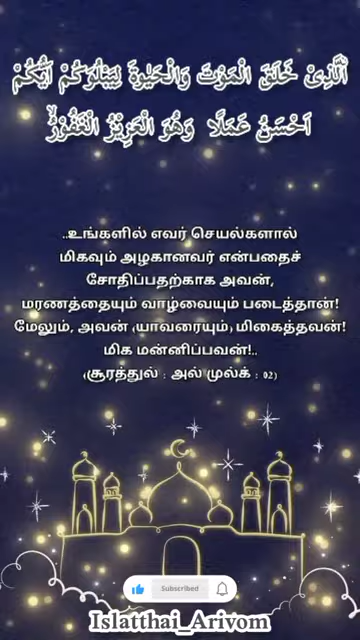 الَّذِىْ خَلَقَ الْمَوْتَ وَالْحَيٰوةَ لِيَبْلُوَكُمْ اَيُّكُمْ
اَحْسَنُ عَمَلًا ؕ وَهُوَ الْعَزِيْزُ الْغَفُوْرُۙ
..உங்களில் எவர் செயல்களால்
மிகவும் அழகானவர் என்பதைச்
சோதிப்பதற்காக அவன்,
மரணத்தையும் வாழ்வையும் படைத்தான்!
மேலும், அவன் (யாவரையும்) மிகைத்தவன்!
மிக மன்னிப்பவன்!..
(சூரத்துல் : அல் முல்க் : 02)
Subscribed
Islatthai_Arivom